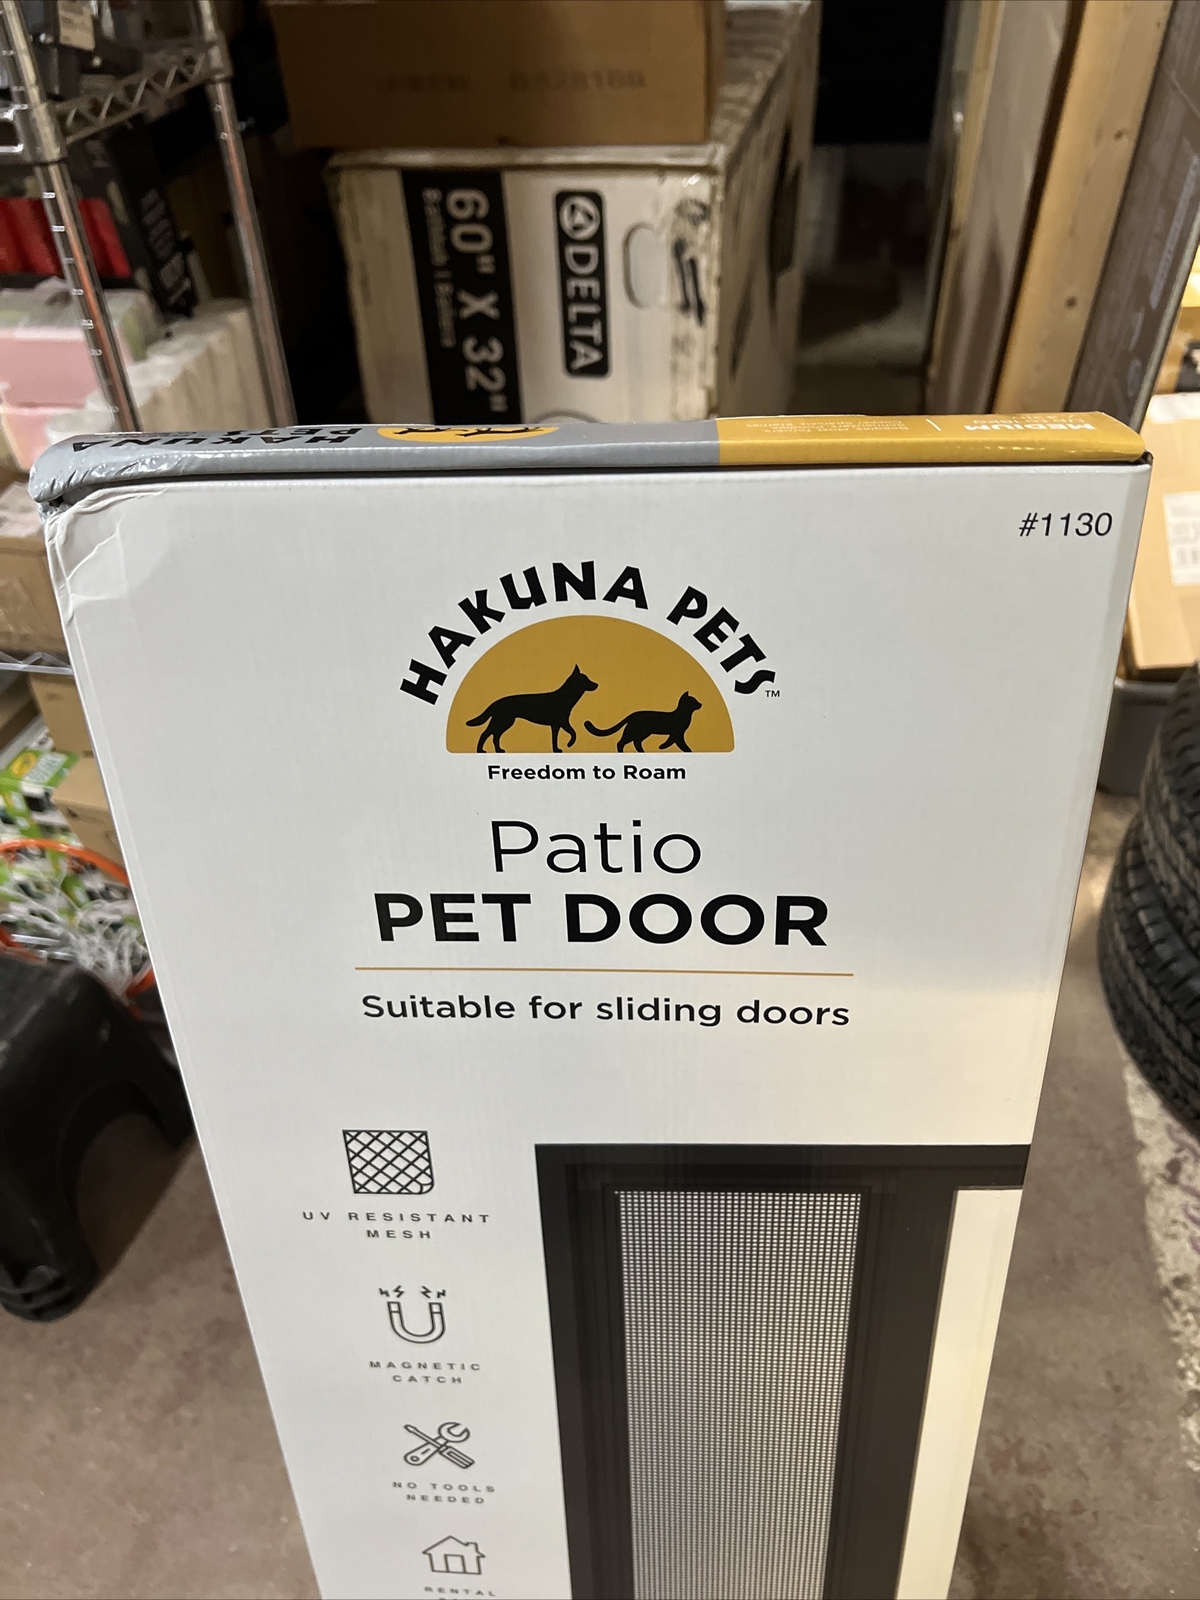 DELTA
60" X 32"
HAKUNA
PETS
MEDIUM
#1130
HAKUNA PETS™
Freedom to Roam
Patio
PET DOOR
Suitable for sliding doors
UV RESISTANT
MESH
MAGNETIC
CATCH
NO TOOLS
NEEDED
RENTAL